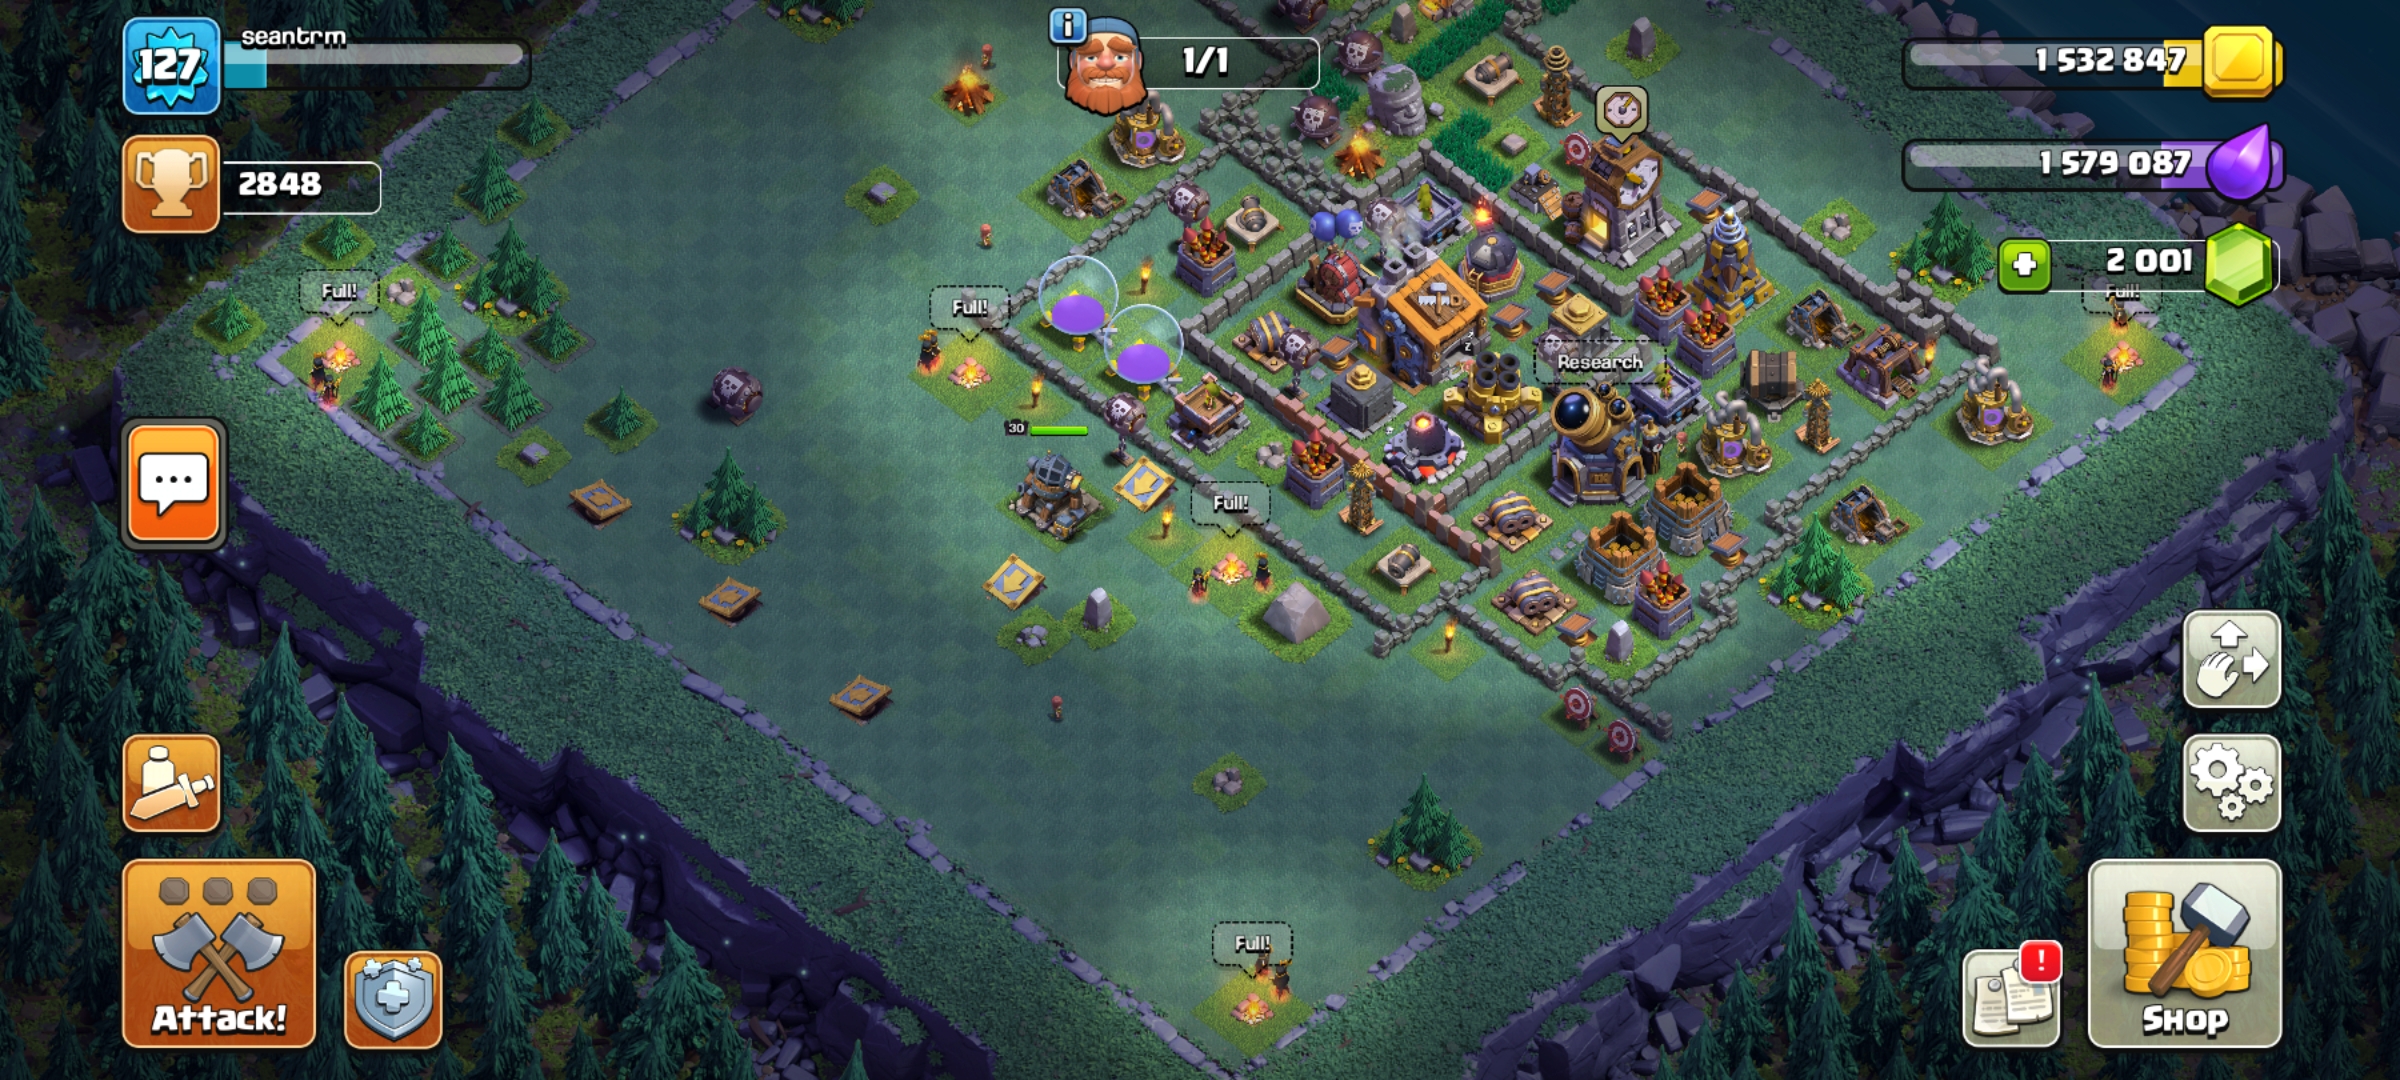 seantrm
127
i
1/1
1 532 847
2848
1 579 087
2 001
Full!
Full!
Full!
Research
30
Full!
Full!
Attack!
!
Shop